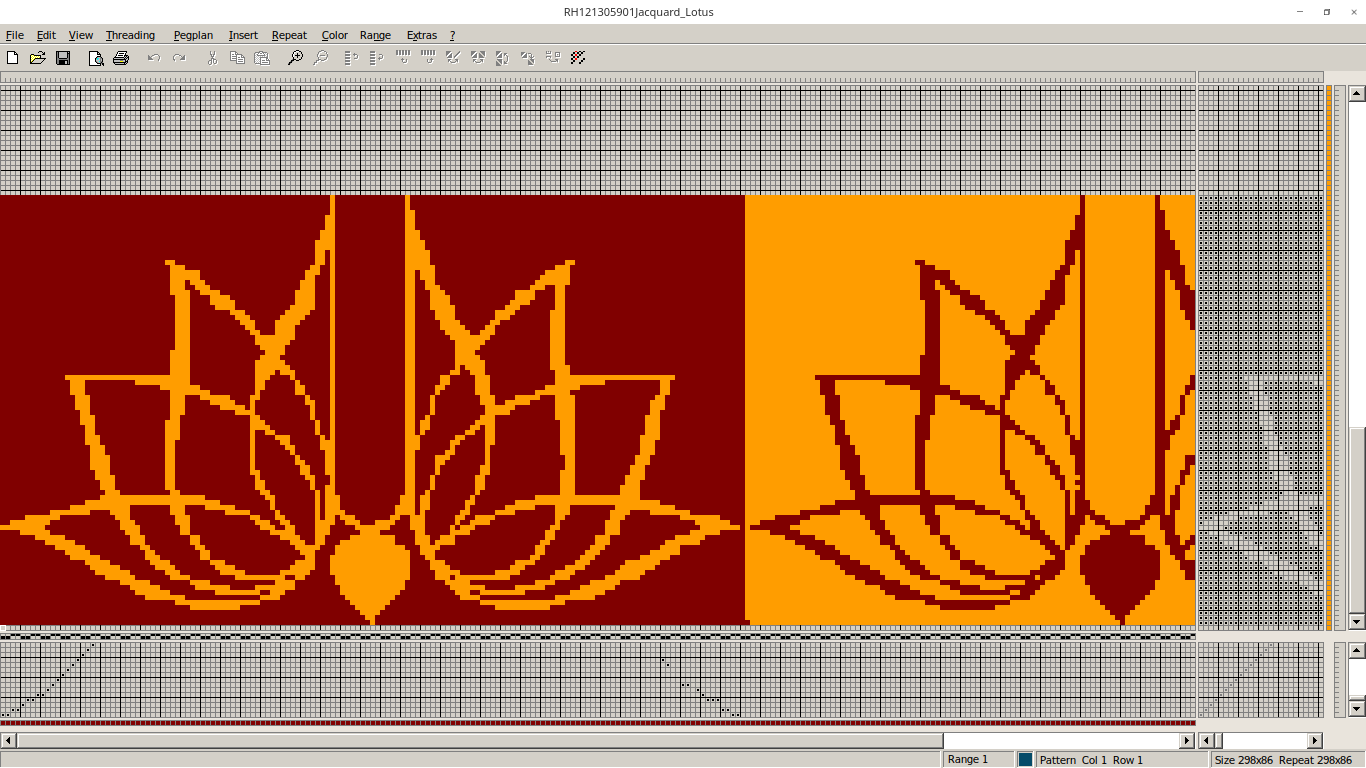 RH121305901Jacquard_Lotus
File Edit View Threading Pegplan Insert Repeat Color Range Extras ?
Range 1 Pattern Col 1 Row 1 Size 298x86 Repeat 298x86